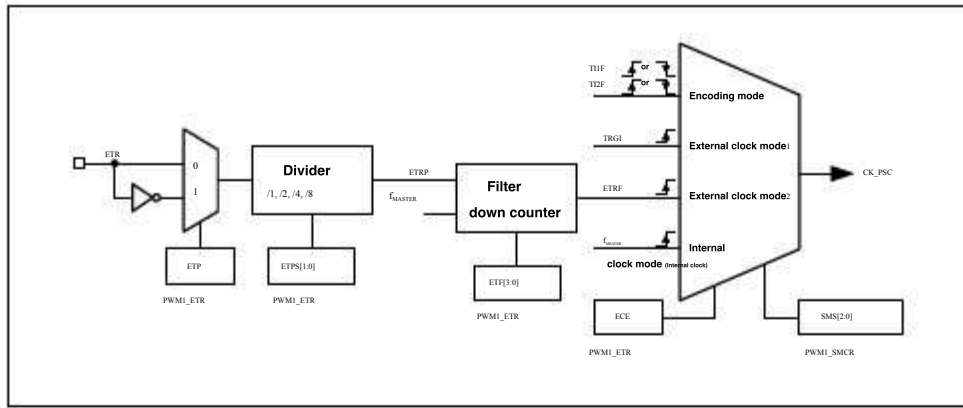 TI1F or
TI2F or
Encoding mode
TRGI
External clock mode1
ETR
0
1
Divider
/1, /2, /4, /8
ETRP
fMASTER
Filter
down counter
ETRF
External clock mode2
CK_PSC
fMASTER
Internal
clock mode (internal clock)
ETP
PWM1_ETR
ETPS[1:0]
PWM1_ETR
ETF[3:0]
PWM1_ETR
ECE
PWM1_ETR
SMS[2:0]
PWM1_SMCR